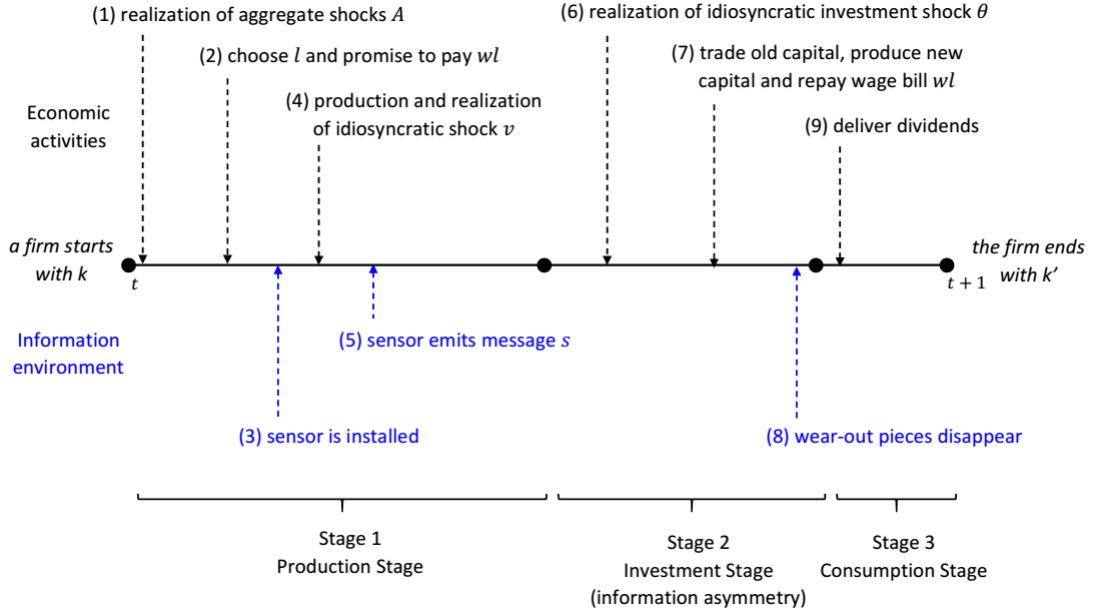 (1) realization of aggregate shocks A
(6) realization of idiosyncratic investment shock θ
(2) choose l and promise to pay wl
(7) trade old capital, produce new
capital and repay wage bill wl
(4) production and realization
of idiosyncratic shock v
Economic
activities
(9) deliver dividends
a firm starts
with k
the firm ends
with k’
t
t + 1
Information
environment
(5) sensor emits message s
(3) sensor is installed
(8) wear-out pieces disappear
Stage 1
Production Stage
Stage 2
Investment Stage
(information asymmetry)
Stage 3
Consumption Stage